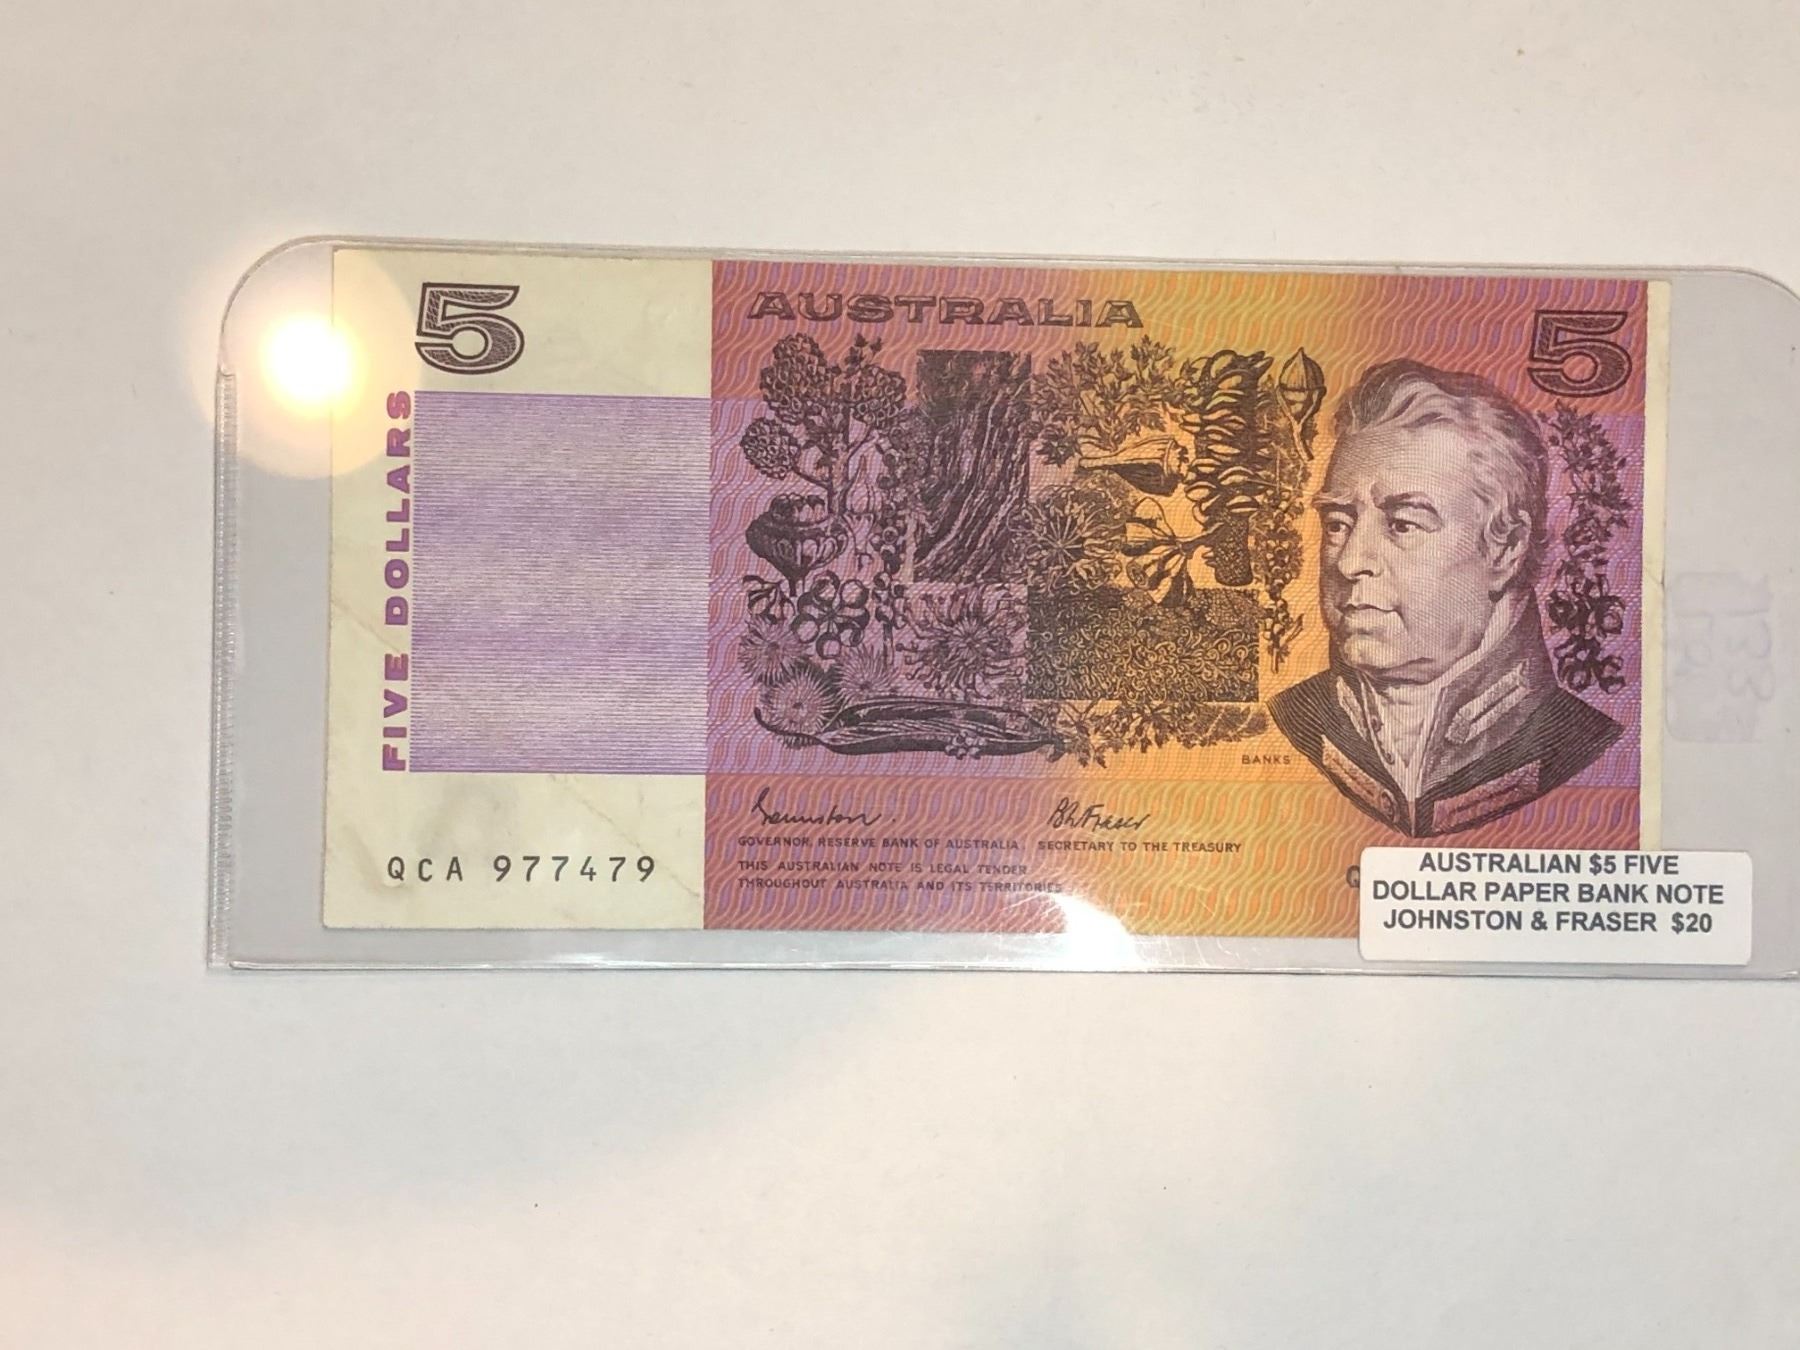 5
AUSTRALIA
5
FIVE DOLLARS
BANKS
Johnston.
B W Fraser
GOVERNOR, RESERVE BANK OF AUSTRALIA. SECRETARY TO THE TREASURY
THIS AUSTRALIAN NOTE IS LEGAL TENDER
THROUGHOUT AUSTRALIA AND ITS TERRITORIES
QCA 977479
Q
AUSTRALIAN $5 FIVE
DOLLAR PAPER BANK NOTE
JOHNSTON & FRASER $20